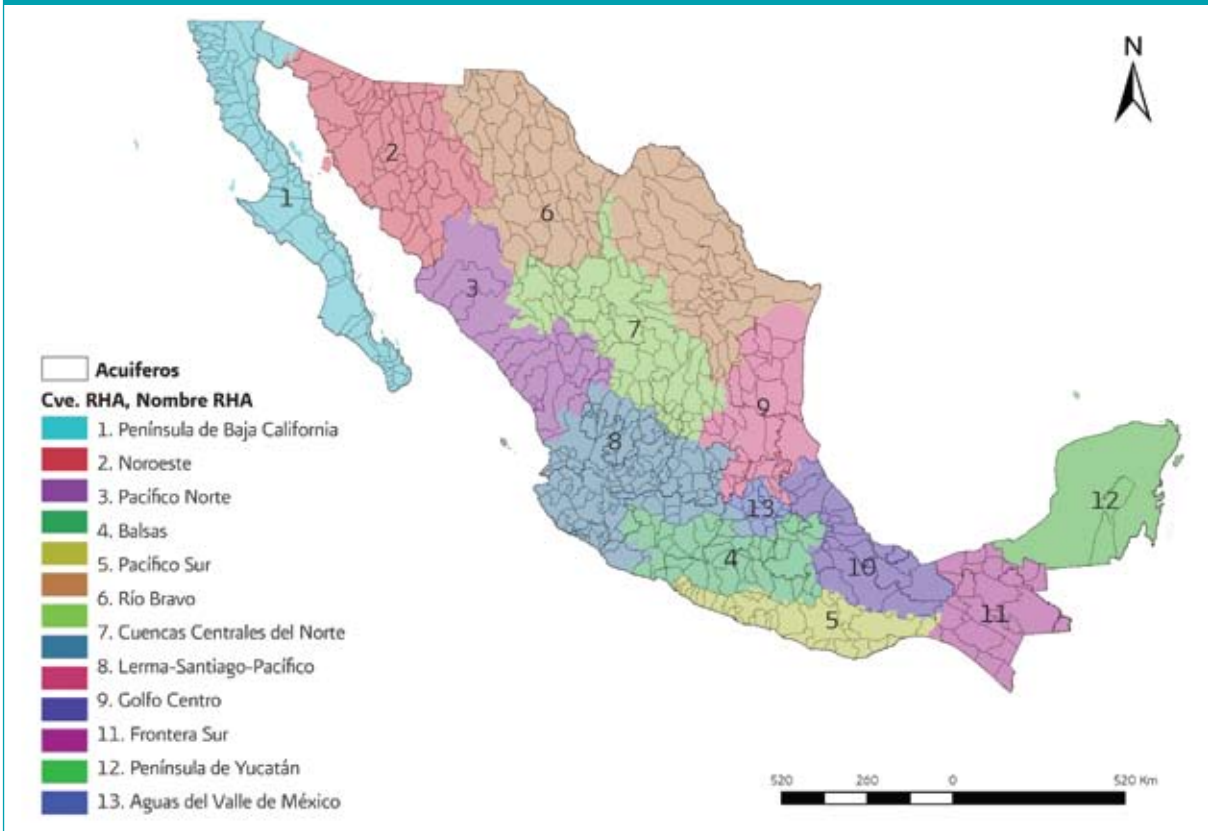 N
1
2
3
6
7
9
8
13
12
4
10
11
5
Acuiferos
Cve. RHA, Nombre RHA
1. Península de Baja California
2. Noroeste
3. Pacífico Norte
4. Balsas
5. Pacífico Sur
6. Río Bravo
7. Cuencas Centrales del Norte
8. Lerma-Santiago-Pacífico
9. Golfo Centro
11. Frontera Sur
12. Península de Yucatán
13. Aguas del Valle de México
520 260 0 520 Km